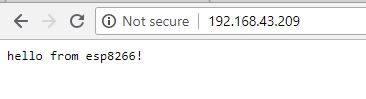 Not secure | 192.168.43.209
hello from esp8266!